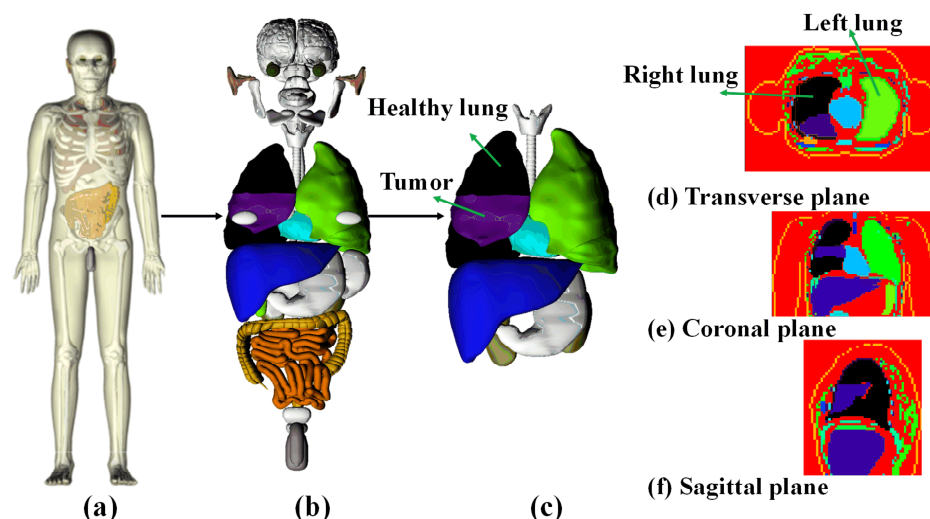 Left lung
Right lung
Healthy lung
Tumor
(d) Transverse plane
(e) Coronal plane
(f) Sagittal plane
(a)
(b)
(c)